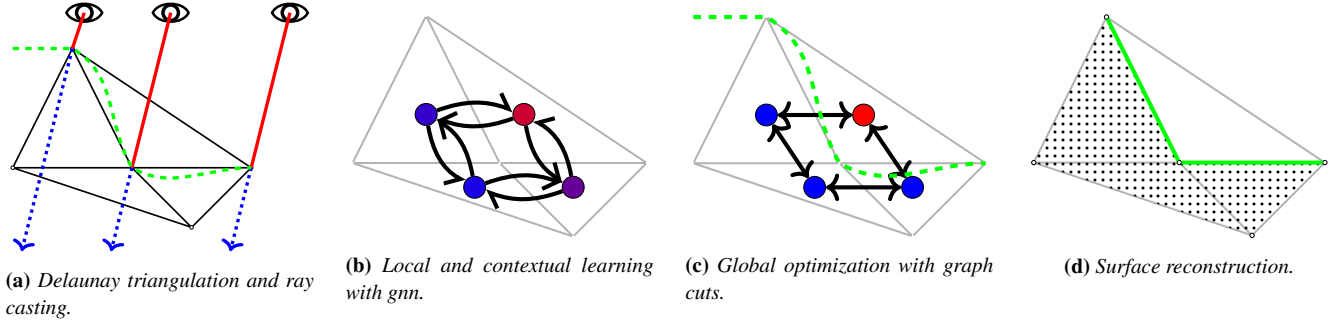 (a) Delaunay triangulation and ray
casting.
(b) Local and contextual learning
with gnn.
(c) Global optimization with graph
cuts.
(d) Surface reconstruction.